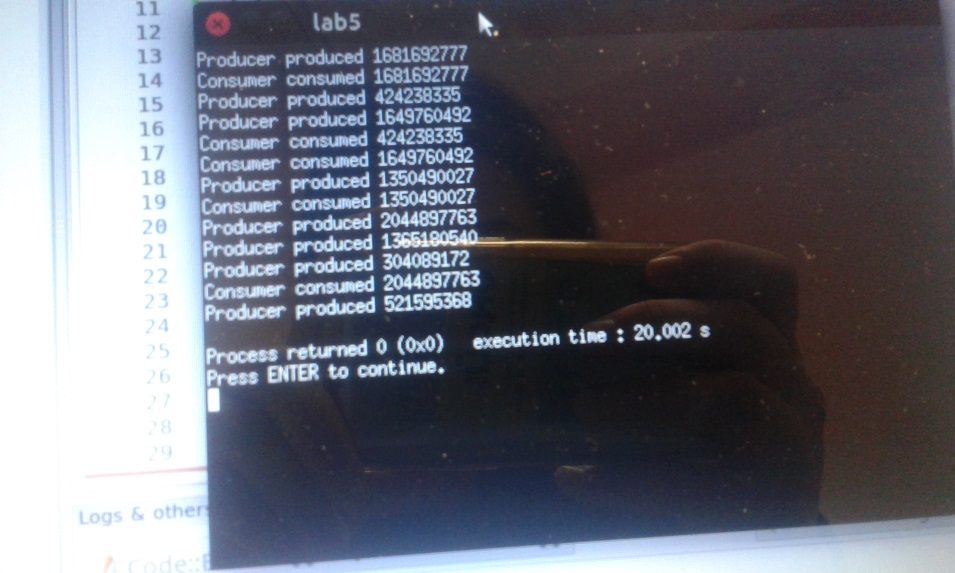 11
12
13
14
15
16
17
18
19
20
21
22
23
24
25
26
27
28
29
lab5
Producer produced 1681692777
Consumer consumed 1681692777
Producer produced 424238335
Producer produced 1649760492
Consumer consumed 424238335
Consumer consumed 1649760492
Producer produced 1350490027
Consumer consumed 1350490027
Producer produced 2044897763
Producer produced 1365180540
Producer produced 304089172
Consumer consumed 2044897763
Producer produced 521595368
Process returned 0 (0x0) execution time : 20.002 s
Press ENTER to continue.
Logs & others
Code::B